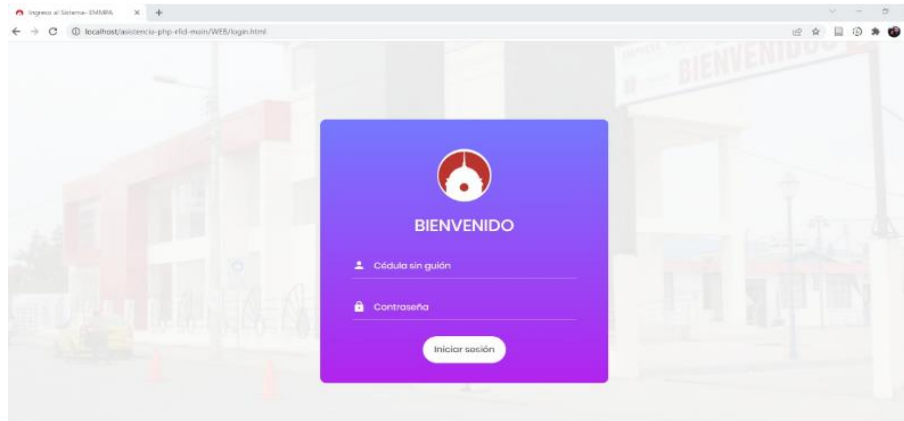 Ingreso al Sistema- EMMPA
localhost/asistencia-php-rfid-main/WEB/login.html
BIENVENIDOS
BIENVENIDO
Cédula sin guión
Contraseña
Iniciar sesión